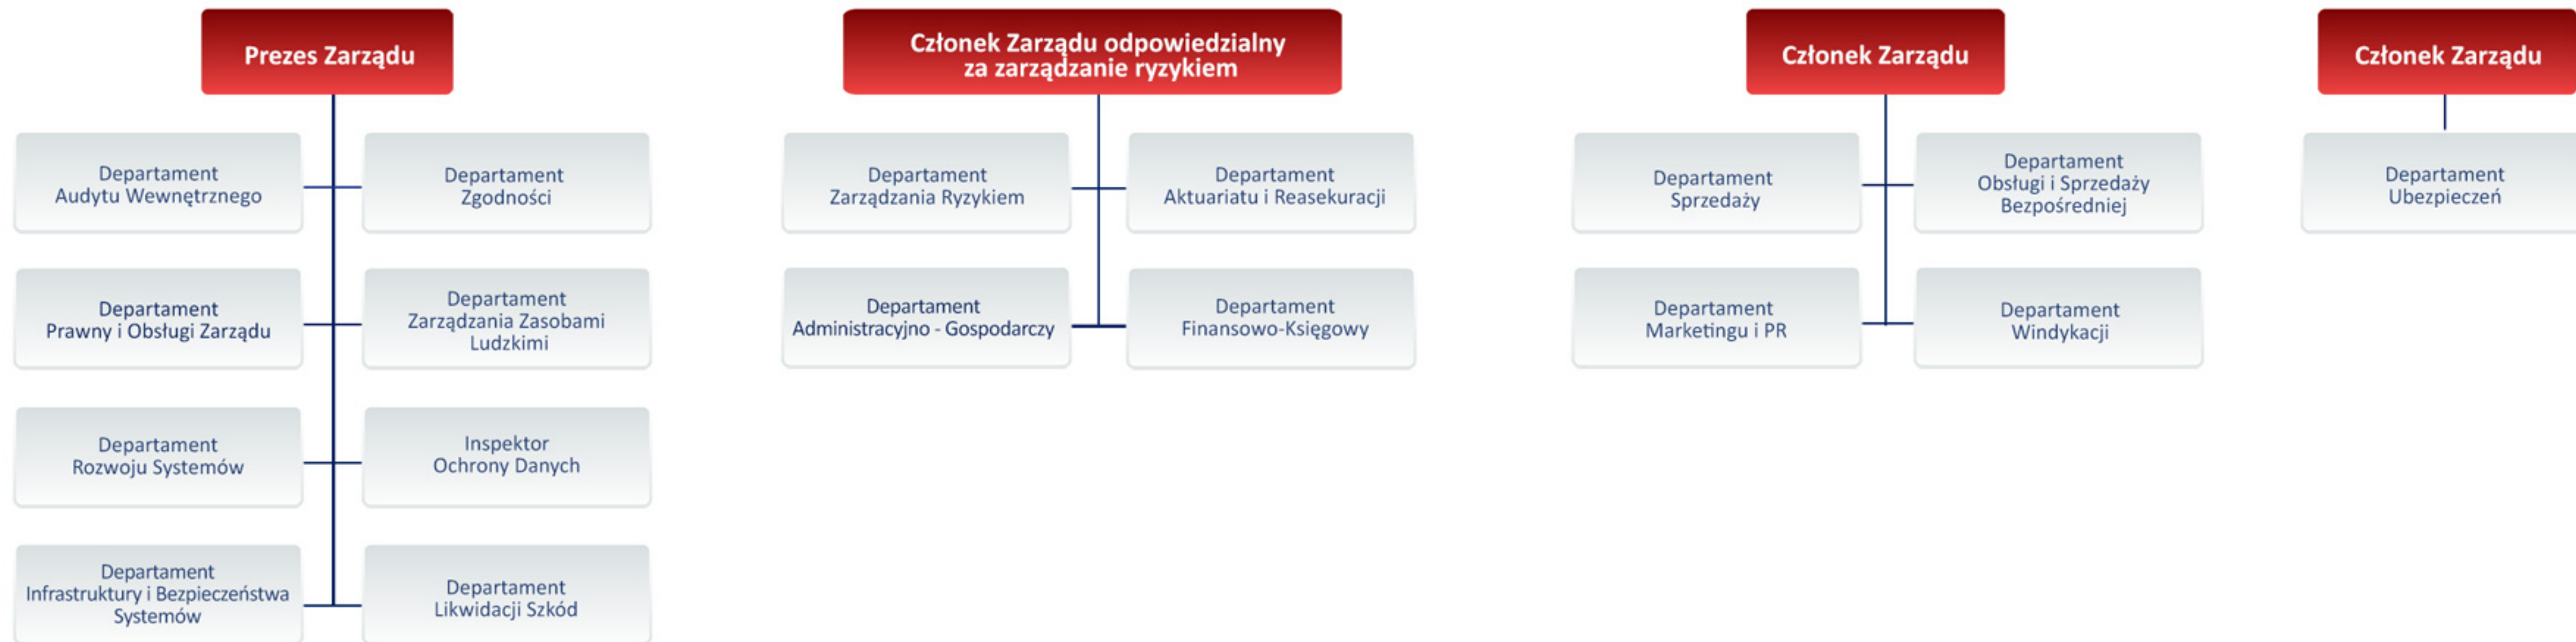 Prezes Zarządu
Departament
Audytu Wewnętrznego
Departament
Zgodności
Departament
Prawny i Obsługi Zarządu
Departament
Zarządzania Zasobami
Ludzkimi
Departament
Rozwoju Systemów
Inspektor
Ochrony Danych
Departament
Infrastruktury i Bezpieczeństwa
Systemów
Departament
Likwidacji Szkód
Członek Zarządu odpowiedzialny
za zarządzanie ryzykiem
Departament
Zarządzania Ryzykiem
Departament
Aktuariatu i Reasekuracji
Departament
Administracyjno - Gospodarczy
Departament
Finansowo-Księgowy
Członek Zarządu
Departament
Sprzedaży
Departament
Obsługi i Sprzedaży
Bezpośredniej
Departament
Marketingu i PR
Departament
Windykacji
Członek Zarządu
Departament
Ubezpieczeń